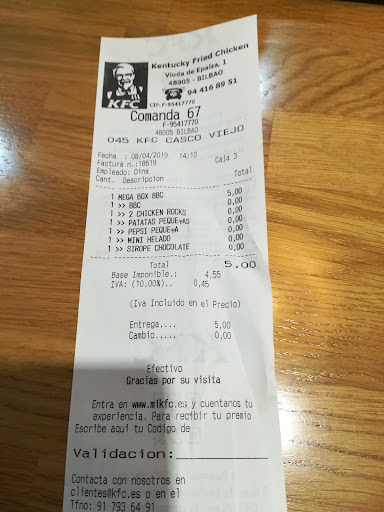 Kentucky Fried Chicken
Viuda de Epalza, 1
48005 - BILBAO
94 416 89 51
KFC
CIF: F-95417770
Comanda 67
F-95417770
48005 BILBAO
045 KFC CASCO VIEJO
Fecha : 08/04/2019 14:10 Caja 3
Factura n.:18619
Empleado: Dina
Cant. Descripcion Total
1 MEGA BOX BBC 5,00
1 >> BBC 0,00
1 >> 2 CHICKEN ROCKS 0,00
1 >> PATATAS PEQUEñAS 0,00
1 >> PEPSI PEQUEñA 0,00
1 >> MINI HELADO 0,00
1 >> SIROPE CHOCOLATE 0,00
Total 5.00
Base Imponible.: 4,55
IVA: (10,00%).. 0,45
(Iva Incluido en el Precio)
Entrega.... 5,00
Cambio..... 0,00
Efectivo
Gracias por su visita
Entra en www.mikfc.es y cuentanos tu
experiencia. Para recibir tu premio
Escribe aqui tu Codigo de
Validacion:
Contacta con nosotros en
clientes@kfc.es o en el
Tfno: 91 793 64 91